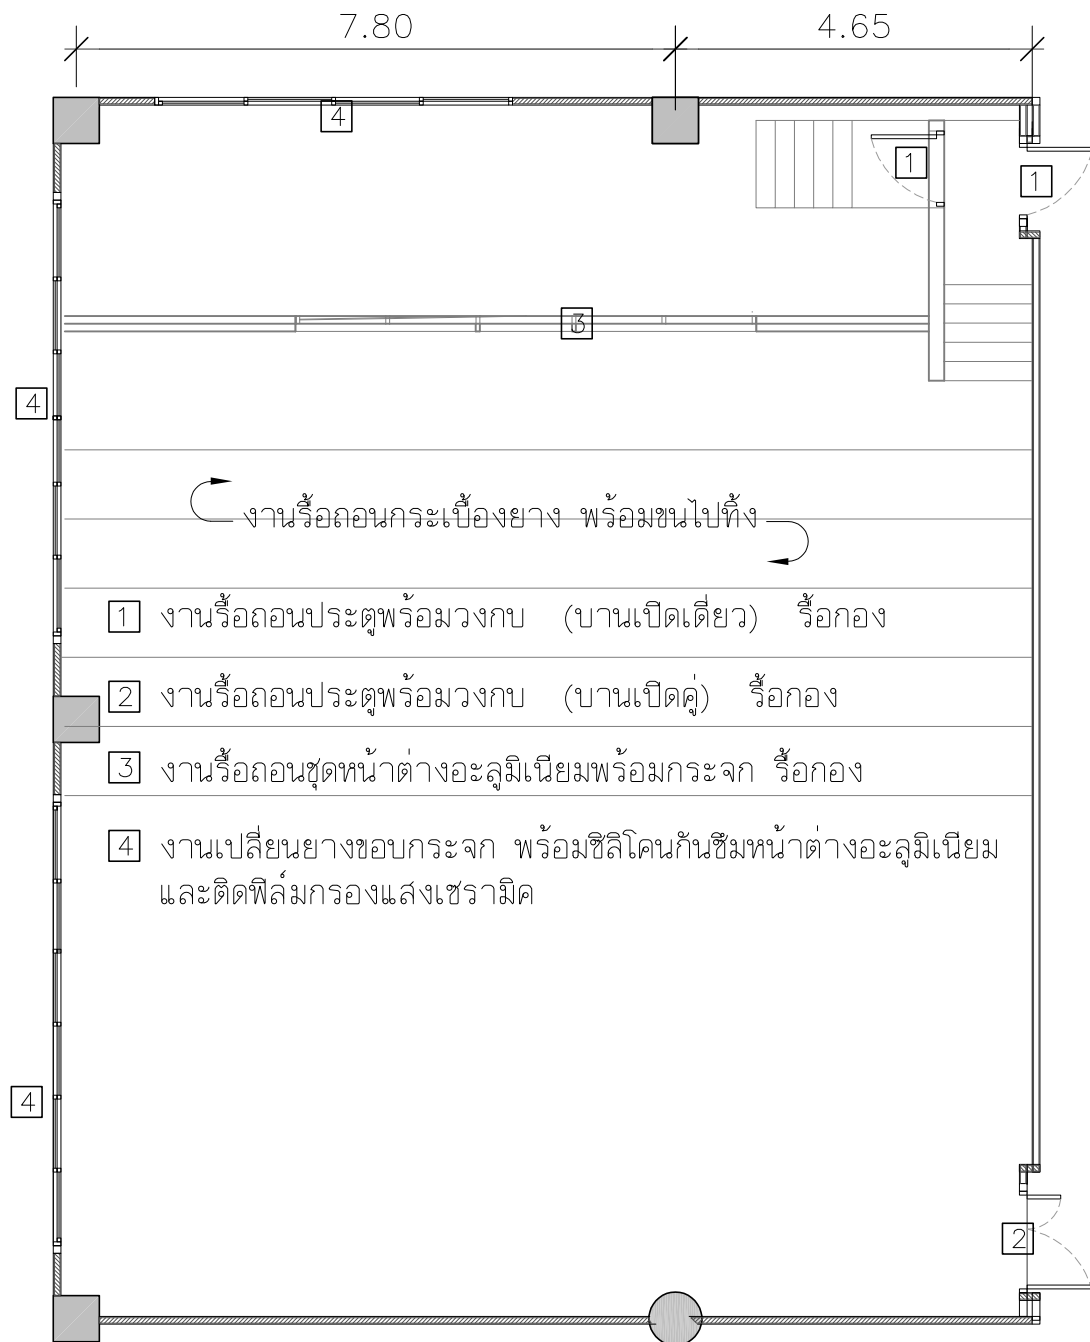 7.80 4.65
4
1
1
3
4
งานรื้อถอนกระเบื้องยาง พร้อมขนไปทิ้ง
1 งานรื้อถอนประตูพร้อมวงกบ (บานเปิดเดี่ยว) รื้อกอง
2 งานรื้อถอนประตูพร้อมวงกบ (บานเปิดคู่) รื้อกอง
3 งานรื้อถอนชุดหน้าต่างอะลูมิเนียมพร้อมกระจก รื้อกอง
4 งานเปลี่ยนยางขอบกระจก พร้อมซิลิโคนกันซึมหน้าต่างอะลูมิเนียม
และติดฟิล์มกรองแสงเซรามิค
4
2